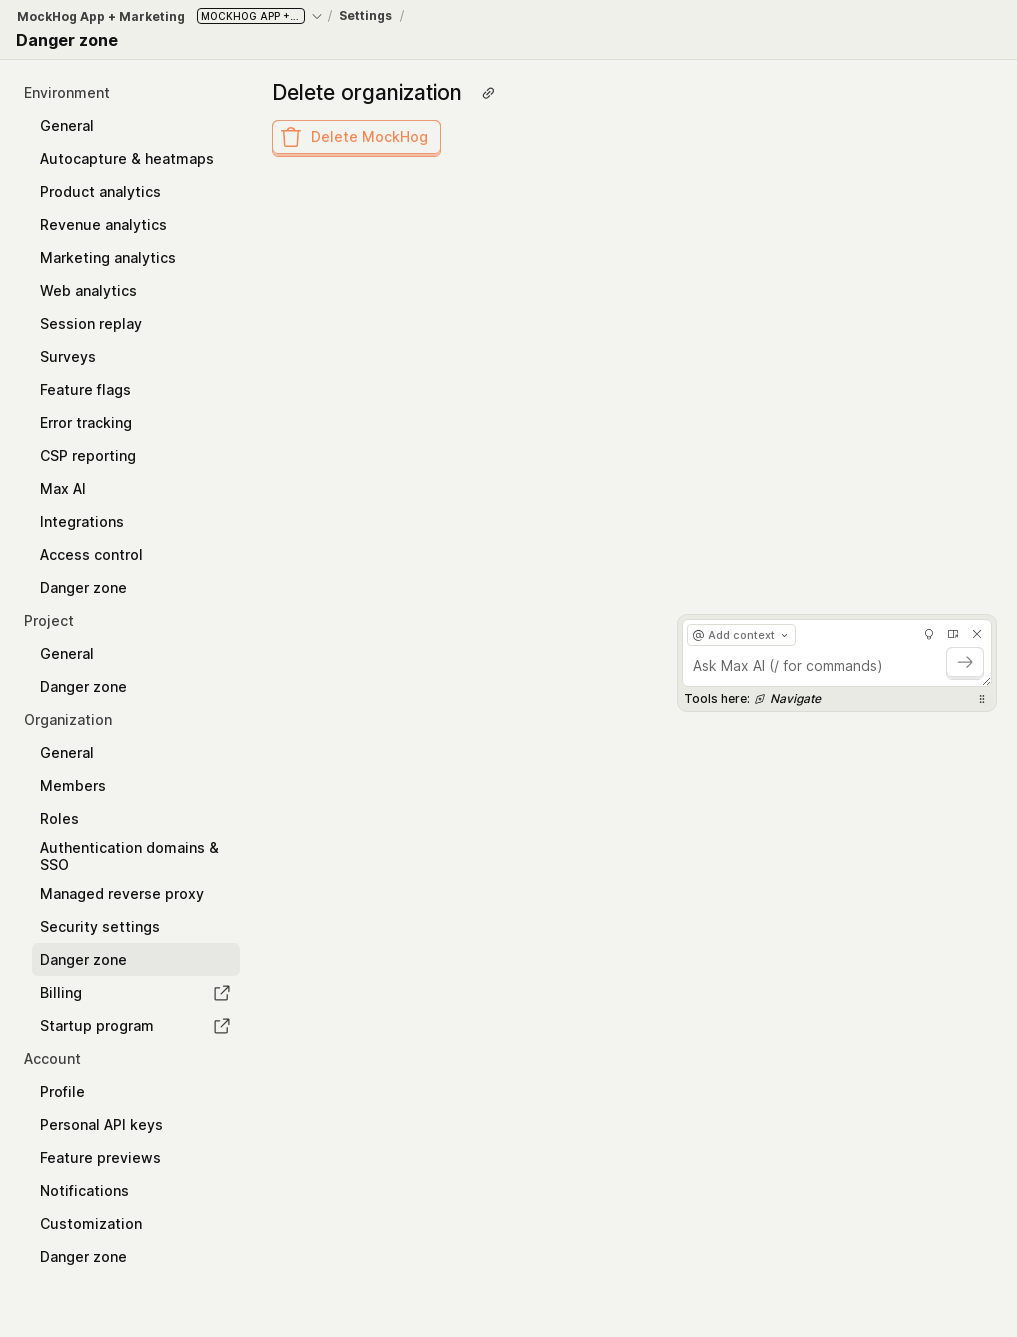 MockHog App + Marketing MOCKHOG APP +... / Settings /
Danger zone
Environment
General
Autocapture & heatmaps
Product analytics
Revenue analytics
Marketing analytics
Web analytics
Session replay
Surveys
Feature flags
Error tracking
CSP reporting
Max AI
Integrations
Access control
Danger zone
Project
General
Danger zone
Organization
General
Members
Roles
Authentication domains &
SSO
Managed reverse proxy
Security settings
Danger zone
Billing
Startup program
Account
Profile
Personal API keys
Feature previews
Notifications
Customization
Danger zone
Delete organization
Delete MockHog
@ Add context
Ask Max AI (/ for commands)
Tools here: Navigate